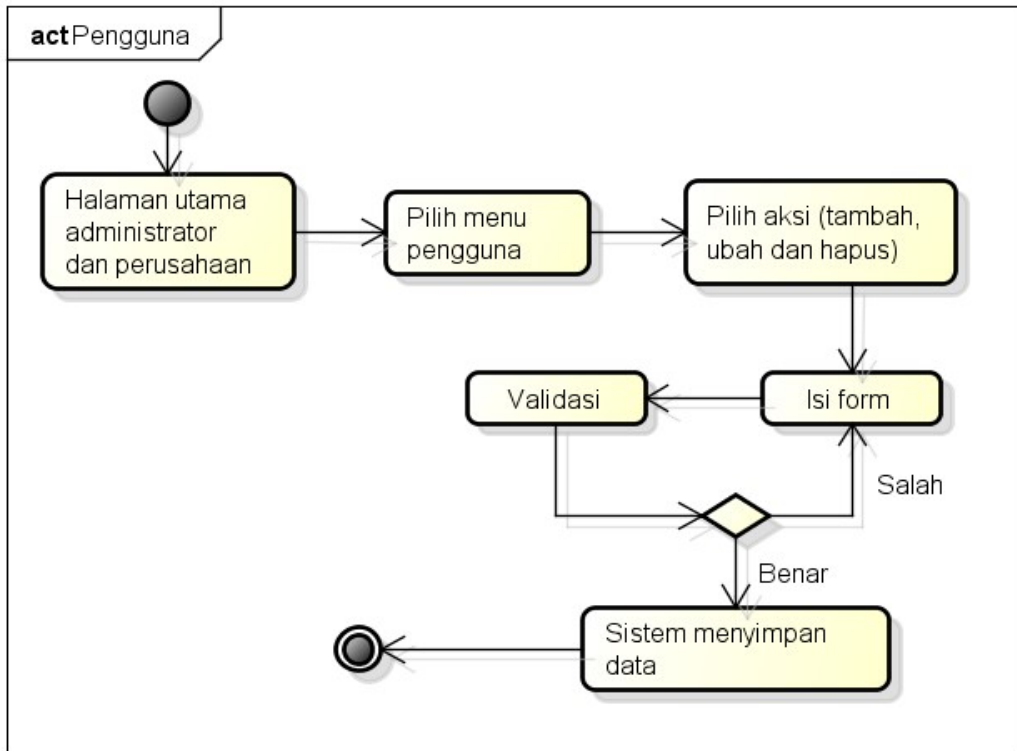 act Pengguna
Halaman utama
administrator
dan perusahaan
Pilih menu
pengguna
Pilih aksi (tambah,
ubah dan hapus)
Validasi
Isi form
Salah
Benar
Sistem menyimpan
data